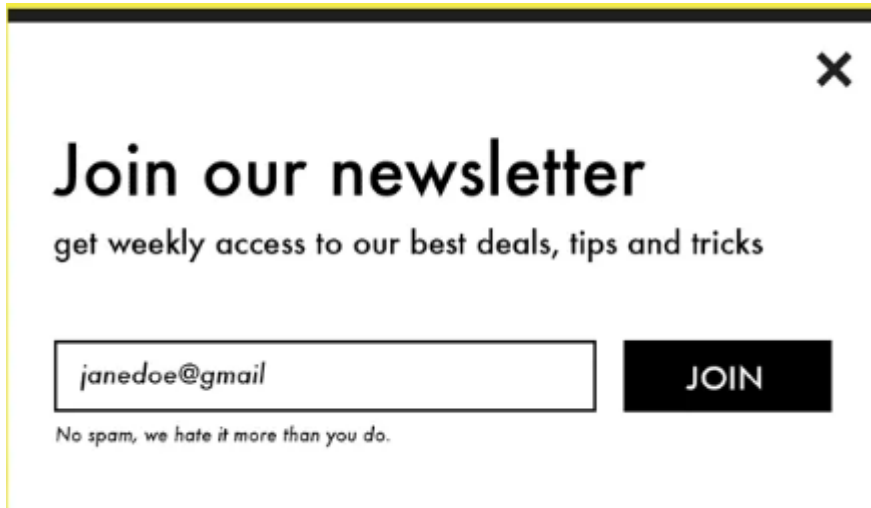 Join our newsletter
get weekly access to our best deals, tips and tricks
janedoe@gmail
JOIN
No spam, we hate it more than you do.